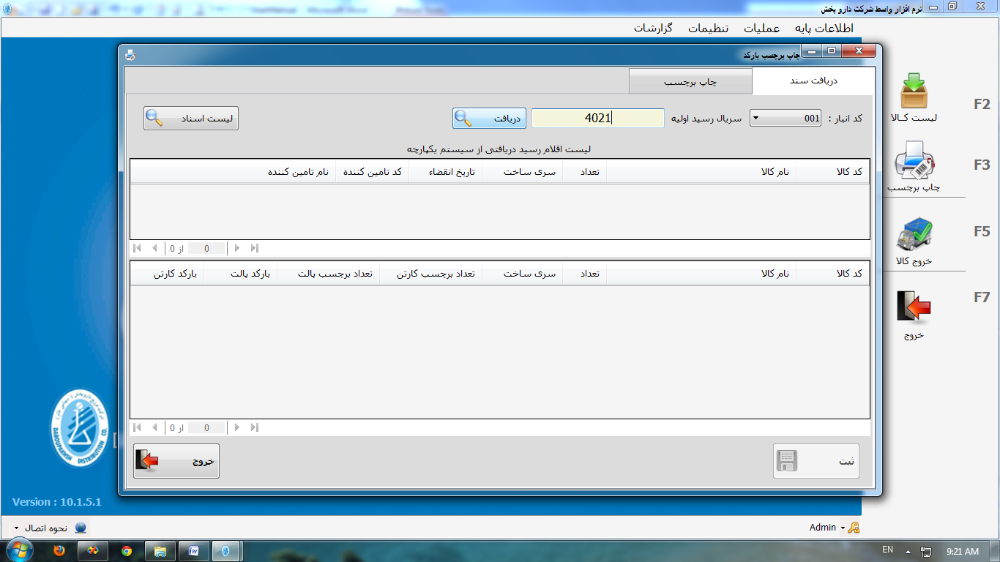 نرم افزار واسط شرکت دارو پخش
اطلاعات پایه عملیات تنظیمات گزارشات
چاپ برچسب بارکد
دریافت سند چاپ برچسب
کد انبار : 001 سریال رسید اولیه 4021 دریافت لیست اسناد
لیست اقلام رسید دریافتی از سیستم یکپارچه
کد کالا نام کالا تعداد سری ساخت تاریخ انقضاء کد تامین کننده نام تامین کننده
0 از 0
کد کالا نام کالا تعداد سری ساخت تعداد برچسب کارتن تعداد برچسب پالت بارکد پالت بارکد کارتن
0 از 0
ثبت خروج
F2
لیست کـالا
F3
چاپ برچسب
F5
خروج کالا
F7
خروج
DAROUPAKHSH DISTRIBUTION CO.
Version : 10.1.5.1
Admin نحوه اتصال
EN 9:21 AM